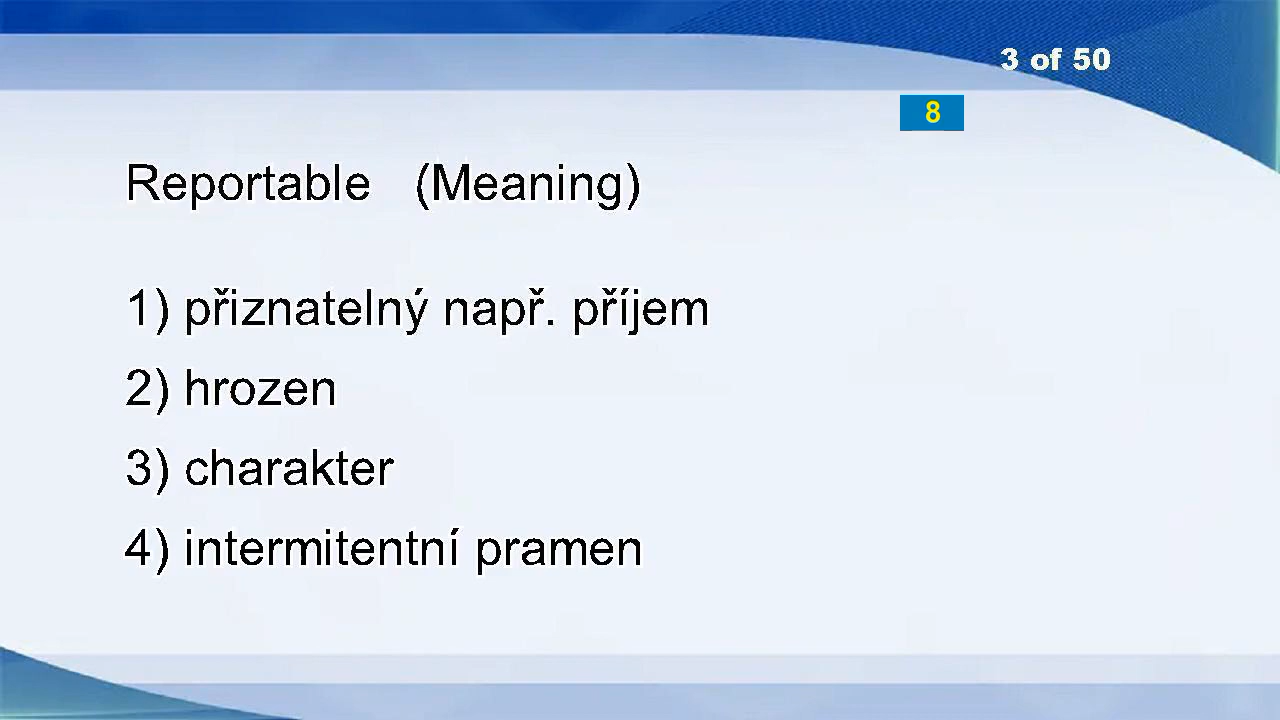 3 of 50
8
Reportable (Meaning)
1) přiznatelný např. příjem
2) hrozen
3) charakter
4) intermitentní pramen